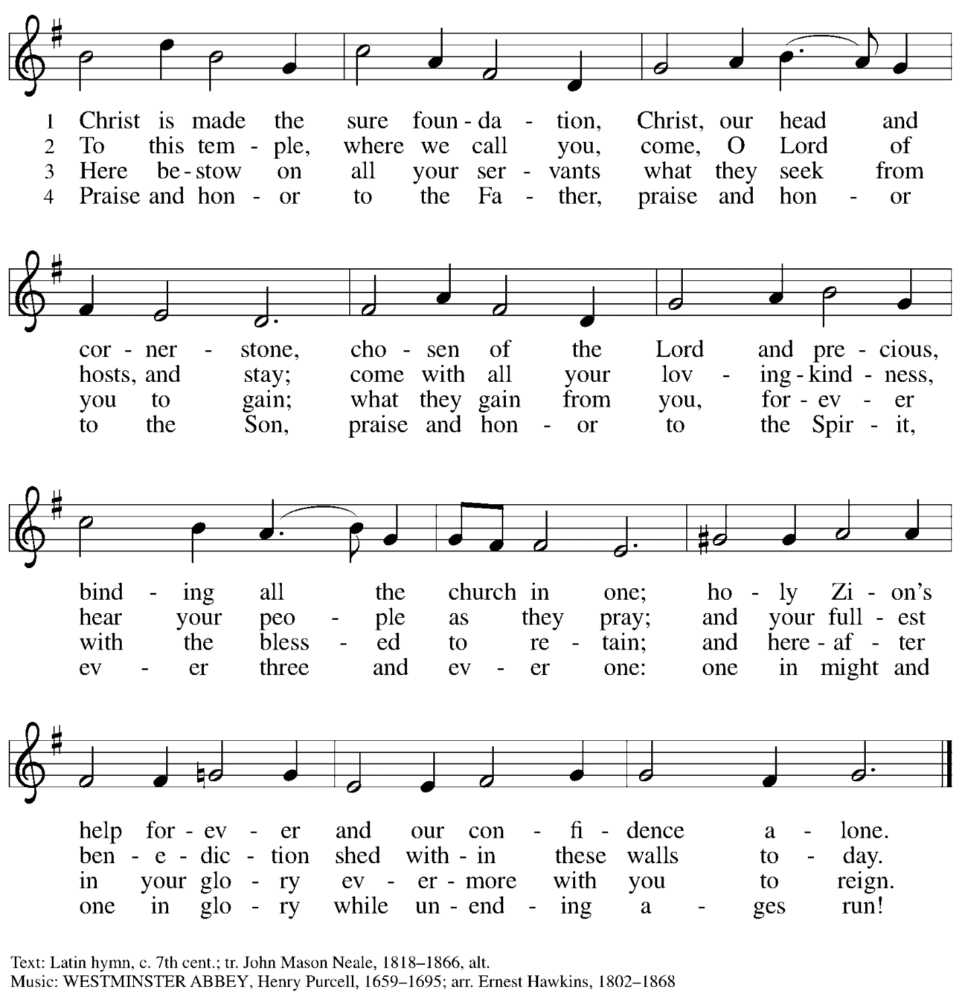 1 Christ is made the sure foun - da - tion, Christ, our head and
2 To this tem - ple, where we call you, come, O Lord of
3 Here be - stow on all your ser - vants what they seek from
4 Praise and hon - or to the Fa - ther, praise and hon - or
cor - ner - stone, cho - sen of the Lord and pre - cious,
hosts, and stay; come with all your lov - ing - kind - ness,
you to gain; what they gain from you, for - ev - er
to the Son, praise and hon - or to the Spir - it,
bind - ing all the church in one; ho - ly Zi - on's
hear your peo - ple as they pray; and your full - est
with the bless - ed to re - tain; and here - af - ter
ev - er three and ev - er one: one in might and
help for - ev - er and our con - fi - dence a - lone.
ben - e - dic - tion shed with - in these walls to - day.
in your glo - ry ev - er - more with you to reign.
one in glo - ry while un - end - ing a - ges run!
Text: Latin hymn, c. 7th cent.; tr. John Mason Neale, 1818–1866, alt.
Music: WESTMINSTER ABBEY, Henry Purcell, 1659–1695; arr. Ernest Hawkins, 1802–1868